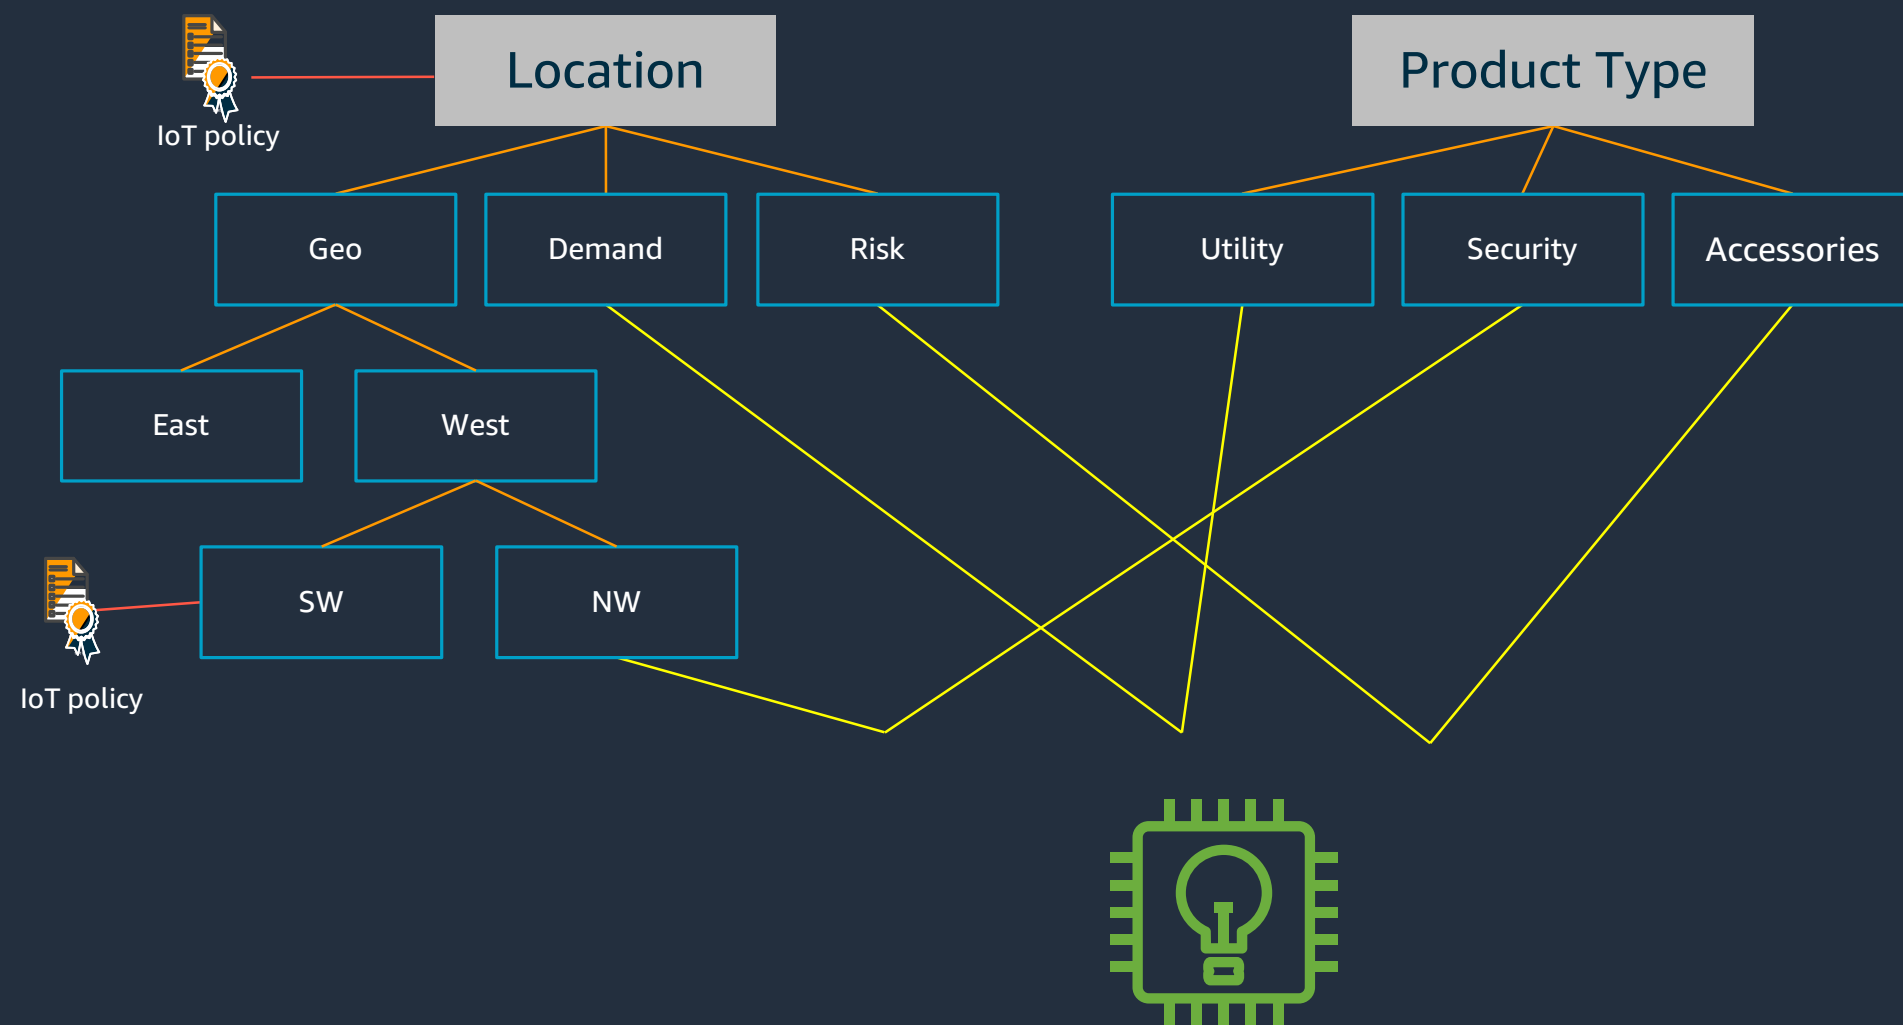 Location
Product Type
IoT policy
Geo
Demand
Risk
Utility
Security
Accessories
East
West
SW
NW
IoT policy